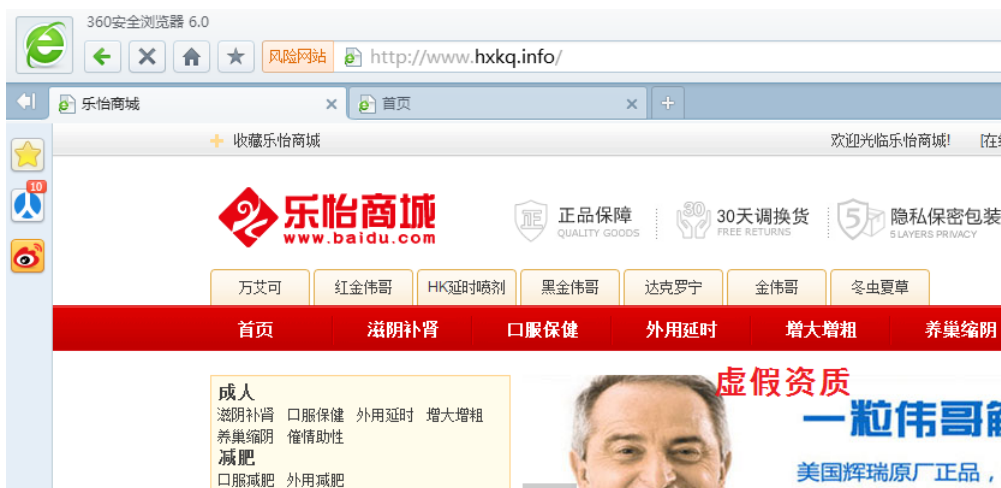 360安全浏览器 6.0
风险网站 http://www.hxkq.info/
乐怡商城 首页
收藏乐怡商城 欢迎光临乐怡商城! [在
10
乐怡商城
www.baidu.com
正 正品保障
QUALITY GOODS
30 30天调换货
FREE RETURNS
5 隐私保密包装
5 LAYERS PRIVACY
万艾可 红金伟哥 HK延时喷剂 黑金伟哥 达克罗宁 金伟哥 冬虫夏草
首页 滋阴补肾 口服保健 外用延时 增大增粗 养巢缩阴
成人
滋阴补肾 口服保健 外用延时 增大增粗
养巢缩阴 催情助性
减肥
口服减肥 外用减肥
虚假资质
一粒伟哥
美国辉瑞原厂正品，